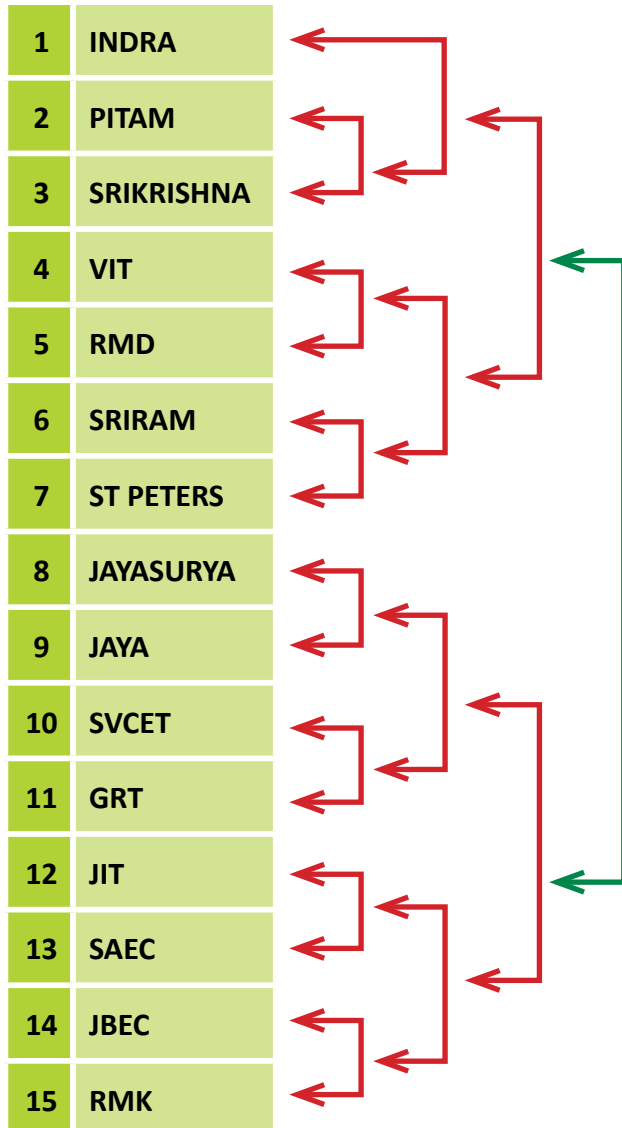 1 INDRA
2 PITAM
3 SRIKRISHNA
4 VIT
5 RMD
6 SRIRAM
7 ST PETERS
8 JAYASURYA
9 JAYA
10 SVCET
11 GRT
12 JIT
13 SAEC
14 JBEC
15 RMK